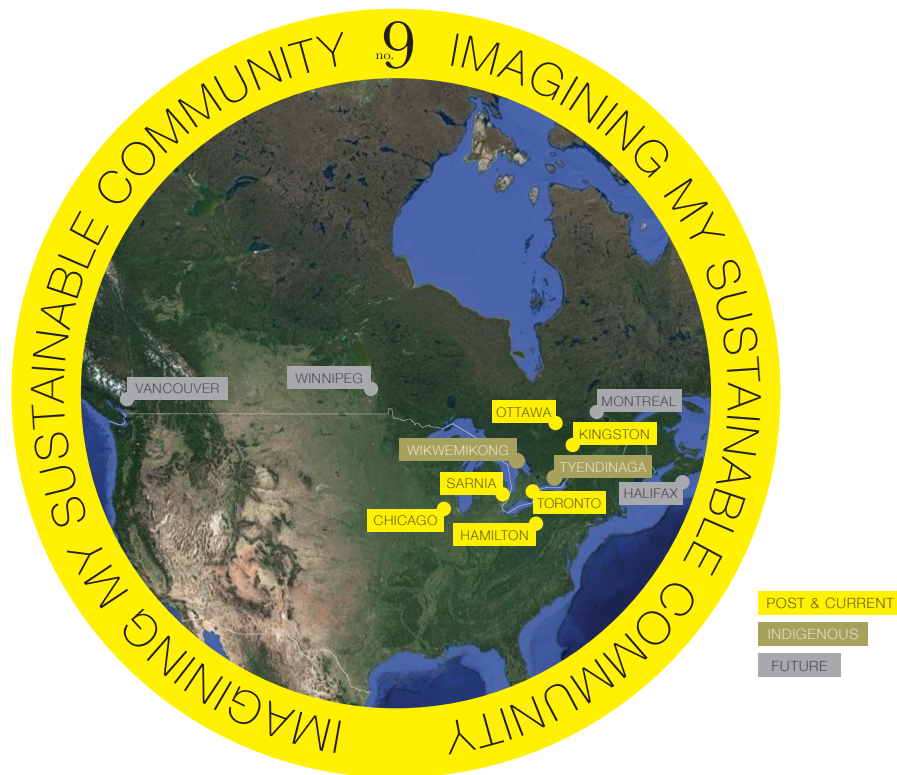 no.9
IMAGINING MY SUSTAINABLE COMMUNITY
IMAGINING MY SUSTAINABLE COMMUNITY
VANCOUVER
WINNIPEG
MONTREAL
OTTAWA
KINGSTON
WIKWEMIKONG
TYENDINAGA
SARNIA
HALIFAX
TORONTO
CHICAGO
HAMILTON
POST & CURRENT
INDIGENOUS
FUTURE